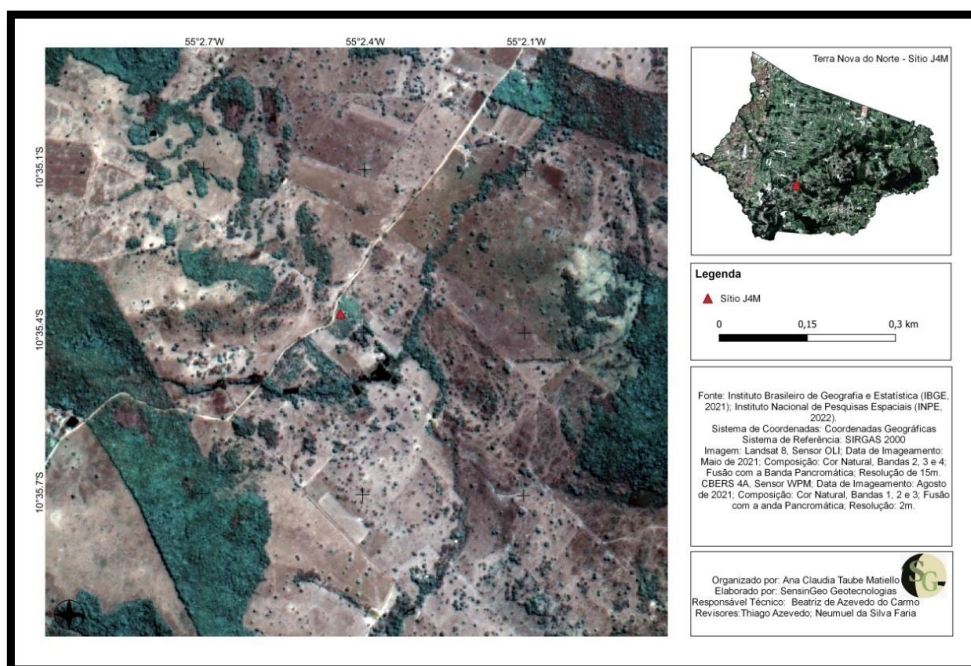 55°2.7'W 55°2.4'W 55°2.1'W
10°35.1'S
10°35.4'S
10°35.7'S
Terra Nova do Norte - Sítio J4M
Legenda
Sítio J4M
0 0,15 0,3 km
Fonte: Instituto Brasileiro de Geografia e Estatística (IBGE,
2021); Instituto Nacional de Pesquisas Espaciais (INPE,
2022).
Sistema de Coordenadas: Coordenadas Geográficas
Sistema de Referência: SIRGAS 2000
Imagem: Landsat 8, Sensor OLI; Data de Imageamento:
Maio de 2021; Composição: Cor Natural, Bandas 2, 3 e 4;
Fusão com a Banda Pancromática; Resolução de 15m.
CBERS 4A, Sensor WPM; Data de Imageamento: Agosto
de 2021; Composição: Cor Natural, Bandas 1, 2 e 3; Fusão
com a anda Pancromática; Resolução: 2m.
SG
Organizado por: Ana Claudia Taube Matiello
Elaborado por: SensinGeo Geotecnologias
Responsável Técnico: Beatriz de Azevedo do Carmo
Revisores:Thiago Azevedo; Neumuel da Silva Faria